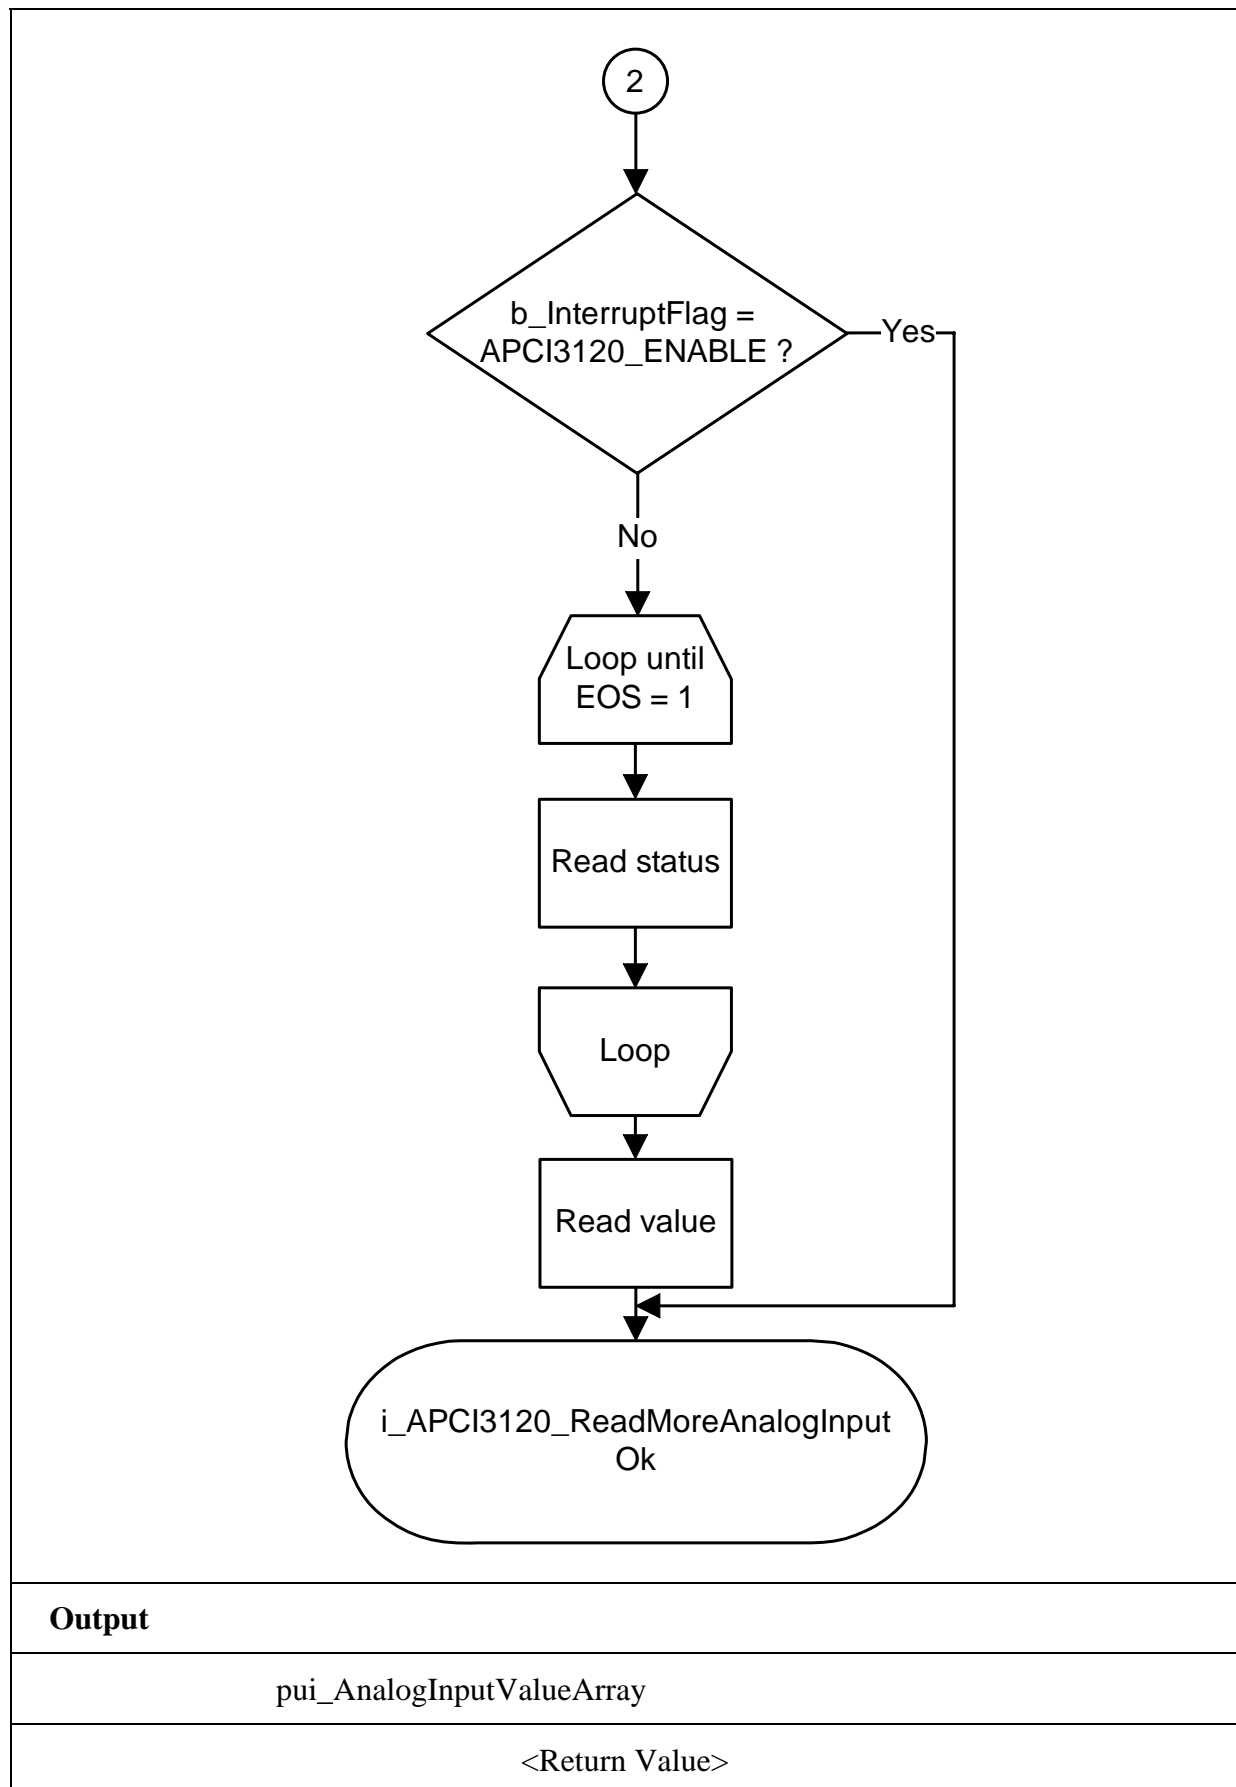 2
b_InterruptFlag =
APCI3120_ENABLE ?
Yes
No
Loop until
EOS = 1
Read status
Loop
Read value
i_APCI3120_ReadMoreAnalogInput
Ok
Output
pui_AnalogInputValueArray
<Return Value>